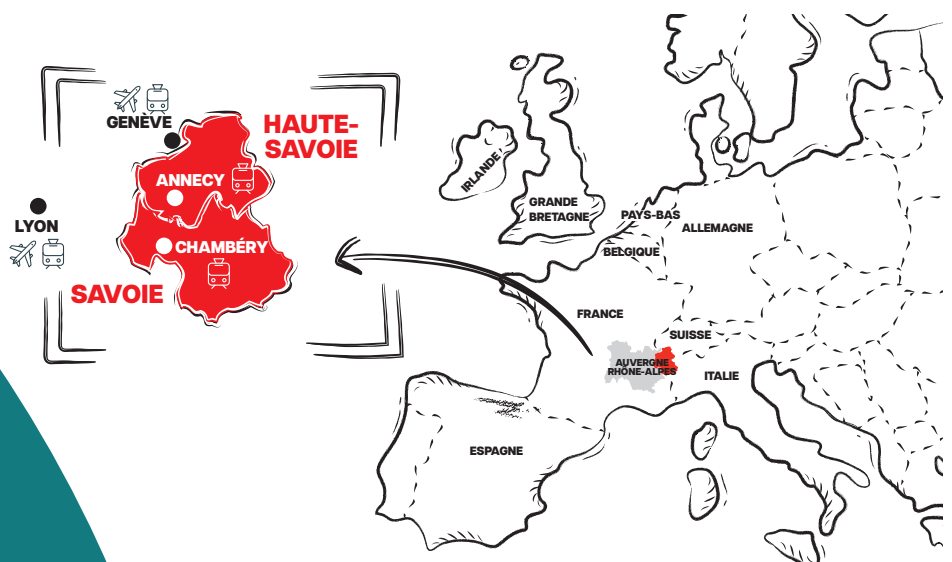 GENÈVE
HAUTE-
SAVOIE
ANNECY
LYON
CHAMBÉRY
SAVOIE
IRLANDE
GRANDE
BRETAGNE
PAYS-BAS
ALLEMAGNE
BELGIQUE
FRANCE
SUISSE
AUVERGNE
RHÔNE-ALPES
ITALIE
ESPAGNE